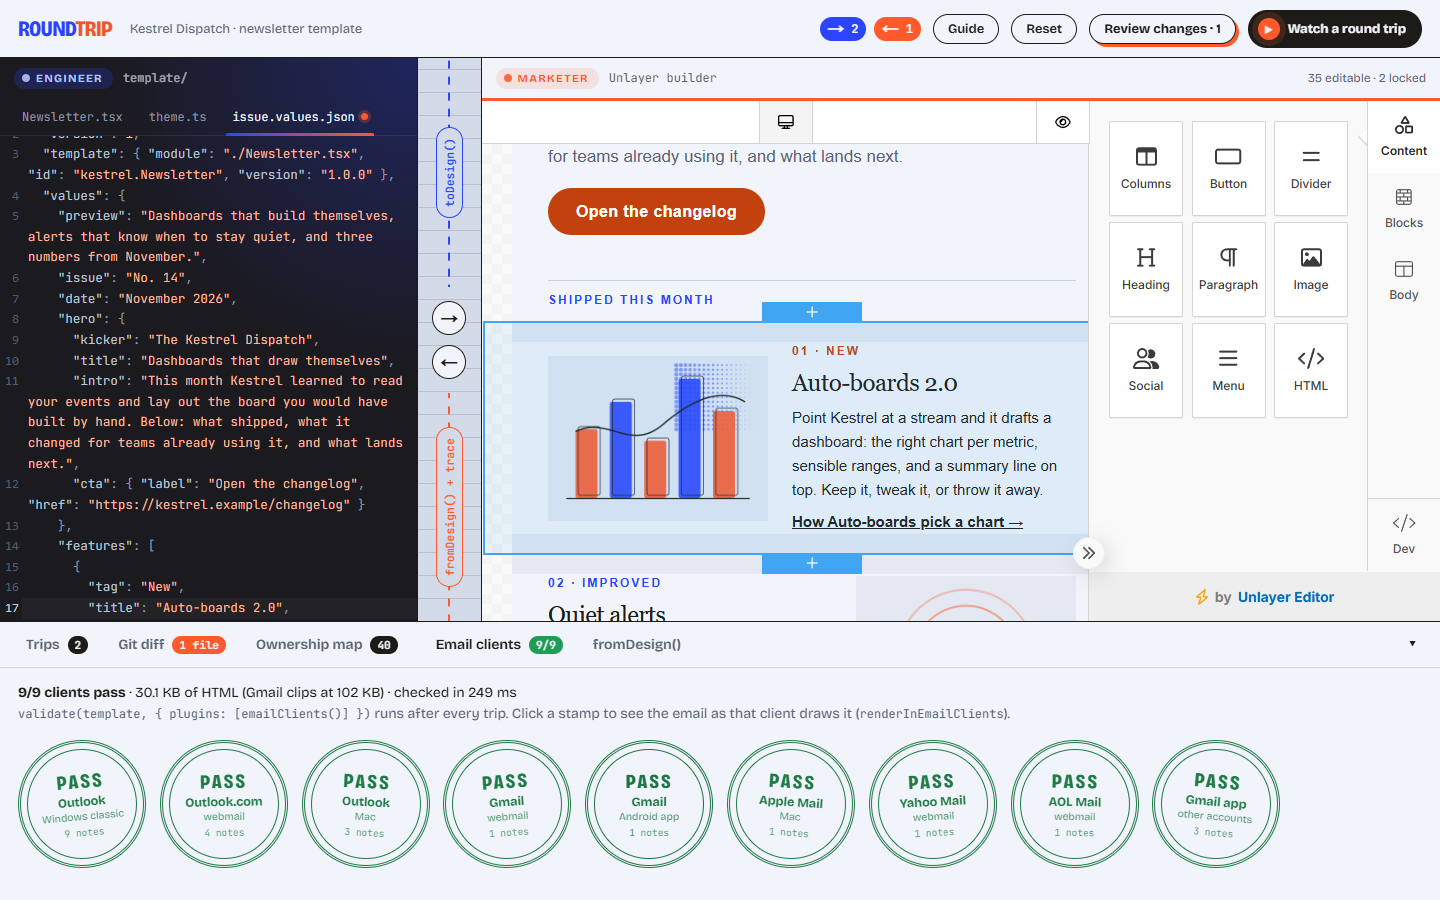 ROUNDTRIP
Kestrel Dispatch · newsletter template
→ 2
← 1
Guide
Reset
Review changes · 1
Watch a round trip
ENGINEER
template/
Newsletter.tsx
theme.ts
issue.values.json
3 "template": { "module": "./Newsletter.tsx",
"id": "kestrel.Newsletter", "version": "1.0.0" },
4 "values": {
5 "preview": "Dashboards that build themselves,
alerts that know when to stay quiet, and three
numbers from November.",
6 "issue": "No. 14",
7 "date": "November 2026",
8 "hero": {
9 "kicker": "The Kestrel Dispatch",
10 "title": "Dashboards that draw themselves",
11 "intro": "This month Kestrel learned to read
your events and lay out the board you would have
built by hand. Below: what shipped, what it
changed for teams already using it, and what lands
next.",
12 "cta": { "label": "Open the changelog",
"href": "https://kestrel.example/changelog" }
13 },
14 "features": [
15 {
16 "tag": "New",
17 "title": "Auto-boards 2.0",
toDesign()
→
←
fromDesign() + trace
MARKETER
Unlayer builder
35 editable · 2 locked
for teams already using it, and what lands next.
Open the changelog
SHIPPED THIS MONTH
01 · NEW
Auto-boards 2.0
Point Kestrel at a stream and it drafts a
dashboard: the right chart per metric,
sensible ranges, and a summary line on
top. Keep it, tweak it, or throw it away.
How Auto-boards pick a chart →
02 · IMPROVED
Quiet alerts
Columns
Button
Divider
Heading
Paragraph
Image
Social
Menu
HTML
Content
Blocks
Body
Dev
by Unlayer Editor
Trips 2
Git diff 1 file
Ownership map 40
Email clients 9/9
fromDesign()
9/9 clients pass · 30.1 KB of HTML (Gmail clips at 102 KB) · checked in 249 ms
validate(template, { plugins: [emailClients()] }) runs after every trip. Click a stamp to see the email as that client draws it (renderInEmailClients).
PASS
Outlook
Windows classic
9 notes
PASS
Outlook.com
webmail
4 notes
PASS
Outlook
Mac
3 notes
PASS
Gmail
webmail
1 notes
PASS
Gmail
Android app
1 notes
PASS
Apple Mail
Mac
1 notes
PASS
Yahoo Mail
webmail
1 notes
PASS
AOL Mail
webmail
1 notes
PASS
Gmail app
other accounts
3 notes